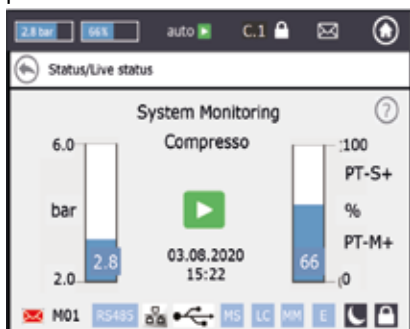 2.8 bar 66% auto C.1
Status/Live status
System Monitoring ?
6.0 Compresso :100
PT-S+
bar %
PT-M+
2.8 03.08.2020 66
15:22
2.0 (0
M01 RS485 MS LC MM E